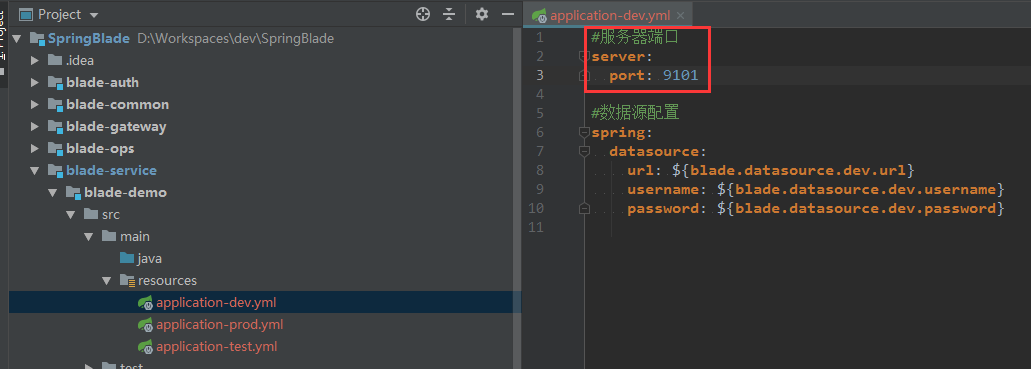 Project
SpringBlade D:\Workspaces\dev\SpringBlade
.idea
blade-auth
blade-common
blade-gateway
blade-ops
blade-service
blade-demo
src
main
java
resources
application-dev.yml
application-prod.yml
application-test.yml
test
application-dev.yml
1 #服务器端口
2 server:
3 port: 9101
4
5 #数据源配置
6 spring:
7 datasource:
8 url: ${blade.datasource.dev.url}
9 username: ${blade.datasource.dev.username}
10 password: ${blade.datasource.dev.password}
11